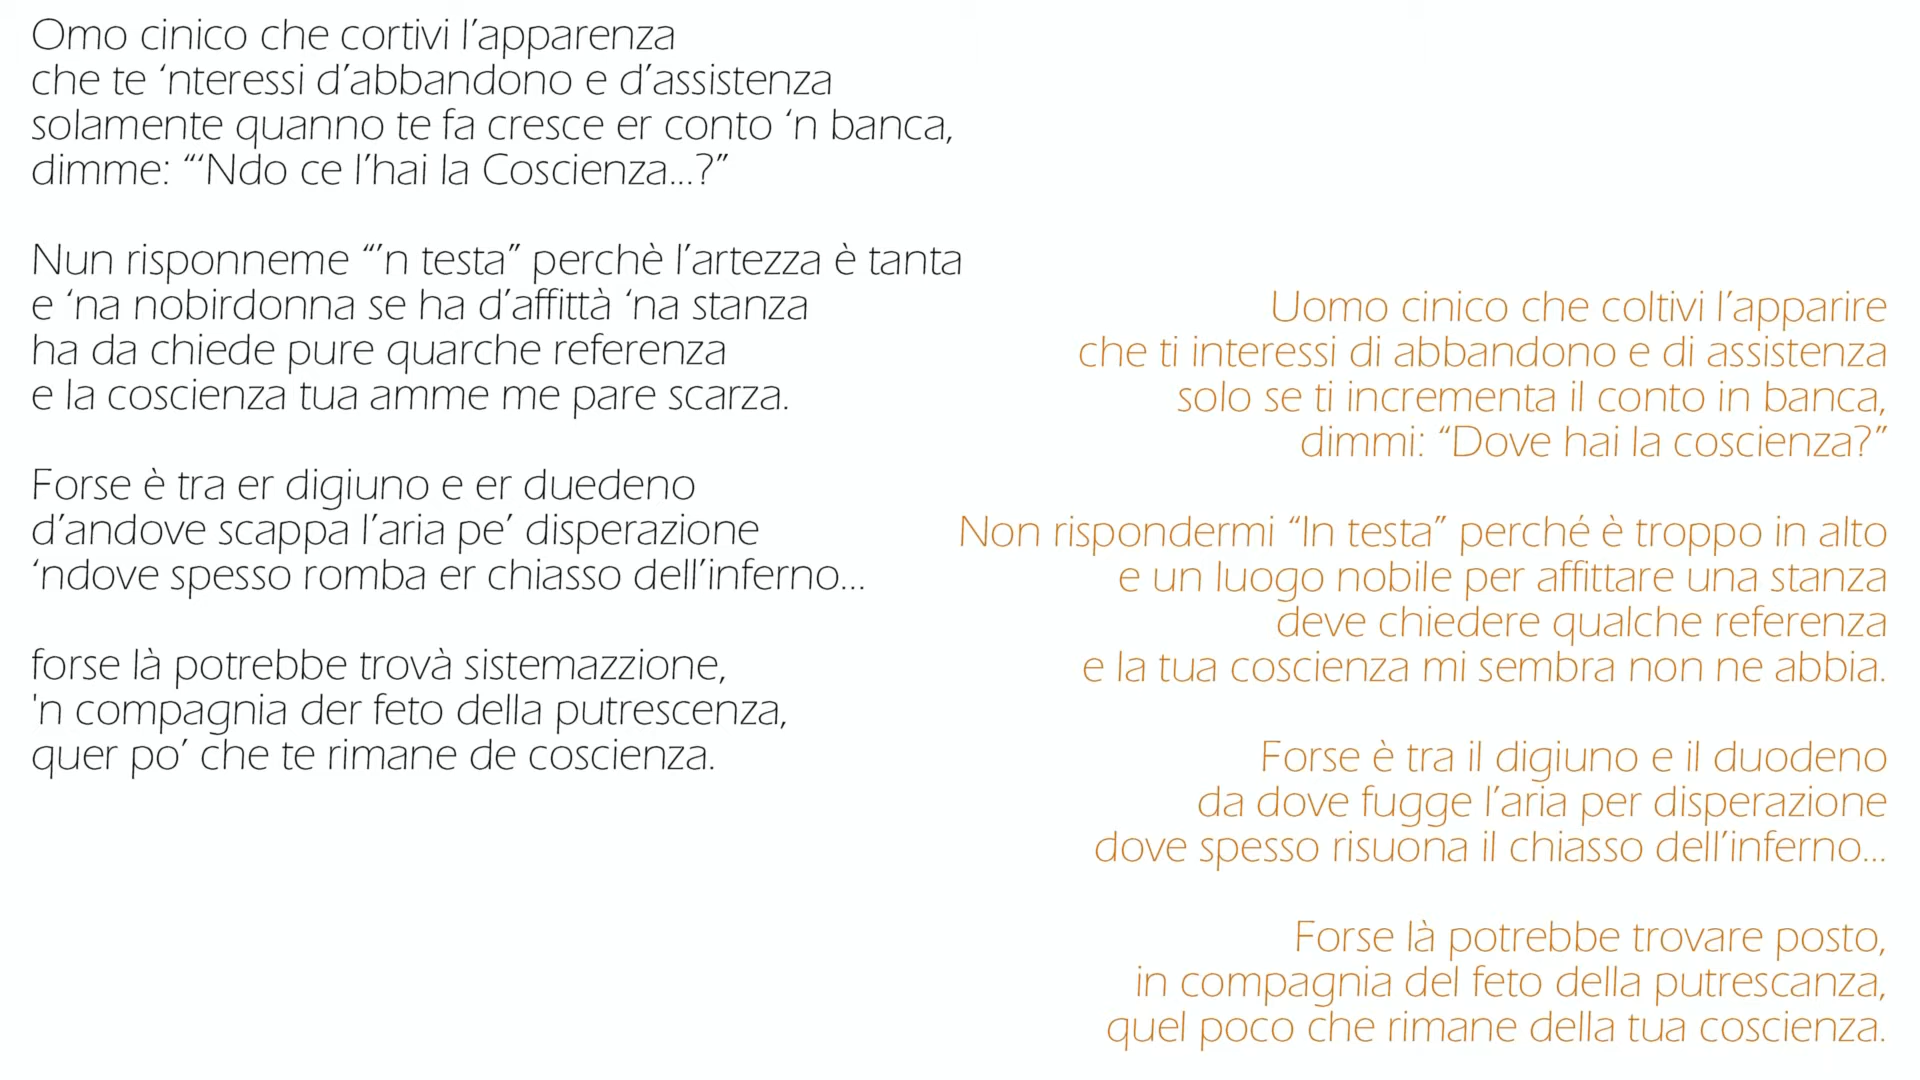 Omo cinico che cortivi l’apparenza
che te ‘nteressi d’abbandono e d’assistenza
solamente quanno te fa cresce er conto ‘n banca,
dimme: “‘Ndo ce l’hai la Coscienza...?”
Nun risponneme “’n testa” perchè l’artezza è tanta
e ‘na nobirdonna se ha d’affittà ‘na stanza
ha da chiede pure quarche referenza
e la coscienza tua amme me pare scarza.
Forse è tra er digiuno e er duedeno
d’andove scappa l’aria pe’ disperazione
‘ndove spesso romba er chiasso dell’inferno...
forse là potrebbe trovà sistemazzione,
'n compagnia der feto della putrescenza,
quer po’ che te rimane de coscienza.
Uomo cinico che coltivi l’apparire
che ti interessi di abbandono e di assistenza
solo se ti incrementa il conto in banca,
dimmi: “Dove hai la coscienza?”
Non rispondermi “In testa” perché è troppo in alto
e un luogo nobile per affittare una stanza
deve chiedere qualche referenza
e la tua coscienza mi sembra non ne abbia.
Forse è tra il digiuno e il duodeno
da dove fugge l’aria per disperazione
dove spesso risuona il chiasso dell’inferno...
Forse là potrebbe trovare posto,
in compagnia del feto della putrescanza,
quel poco che rimane della tua coscienza.